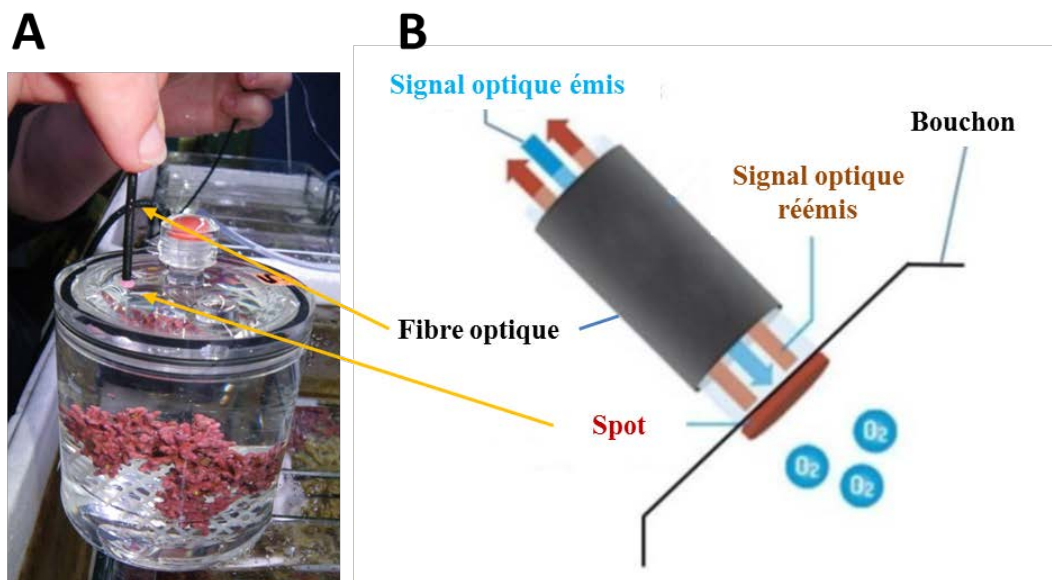 A
B
Signal optique émis
Bouchon
Signal optique
réémis
Fibre optique
Spot
O2
O2
O2